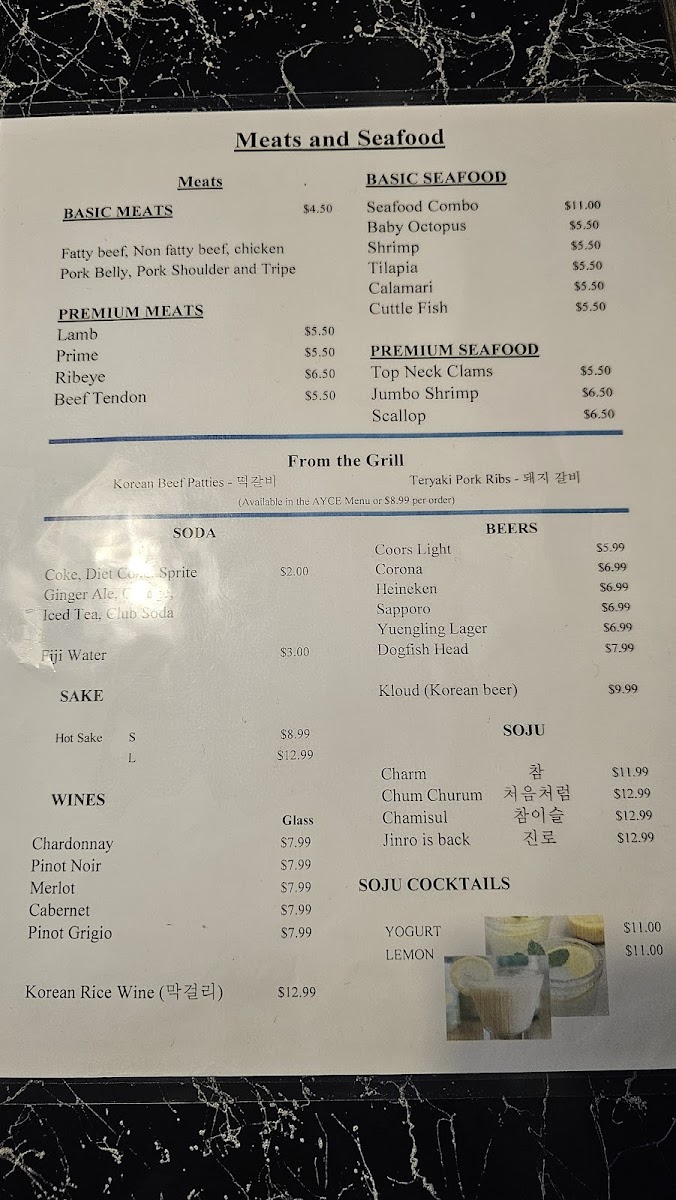 Meats and Seafood
Meats
BASIC MEATS $4.50
Fatty beef, Non fatty beef, chicken
Pork Belly, Pork Shoulder and Tripe
PREMIUM MEATS
Lamb $5.50
Prime $5.50
Ribeye $6.50
Beef Tendon $5.50
BASIC SEAFOOD
Seafood Combo $11.00
Baby Octopus $5.50
Shrimp $5.50
Tilapia $5.50
Calamari $5.50
Cuttle Fish $5.50
PREMIUM SEAFOOD
Top Neck Clams $5.50
Jumbo Shrimp $6.50
Scallop $6.50
From the Grill
Korean Beef Patties - 떡갈비 Teryaki Pork Ribs - 돼지 갈비
(Available in the AYCE Menu or $8.99 per order)
SODA
Coke, Diet Sprite $2.00
Ginger Ale,
Iced Tea, Club Soda
Fiji Water $3.00
SAKE
Hot Sake S $8.99
L $12.99
WINES
Glass
Chardonnay $7.99
Pinot Noir $7.99
Merlot $7.99
Cabernet $7.99
Pinot Grigio $7.99
Korean Rice Wine (막걸리) $12.99
BEERS
Coors Light $5.99
Corona $6.99
Heineken $6.99
Sapporo $6.99
Yuengling Lager $6.99
Dogfish Head $7.99
Kloud (Korean beer) $9.99
SOJU
Charm 참 $11.99
Chum Churum 처음처럼 $12.99
Chamisul 참이슬 $12.99
Jinro is back 진로 $12.99
SOJU COCKTAILS
YOGURT $11.00
LEMON $11.00